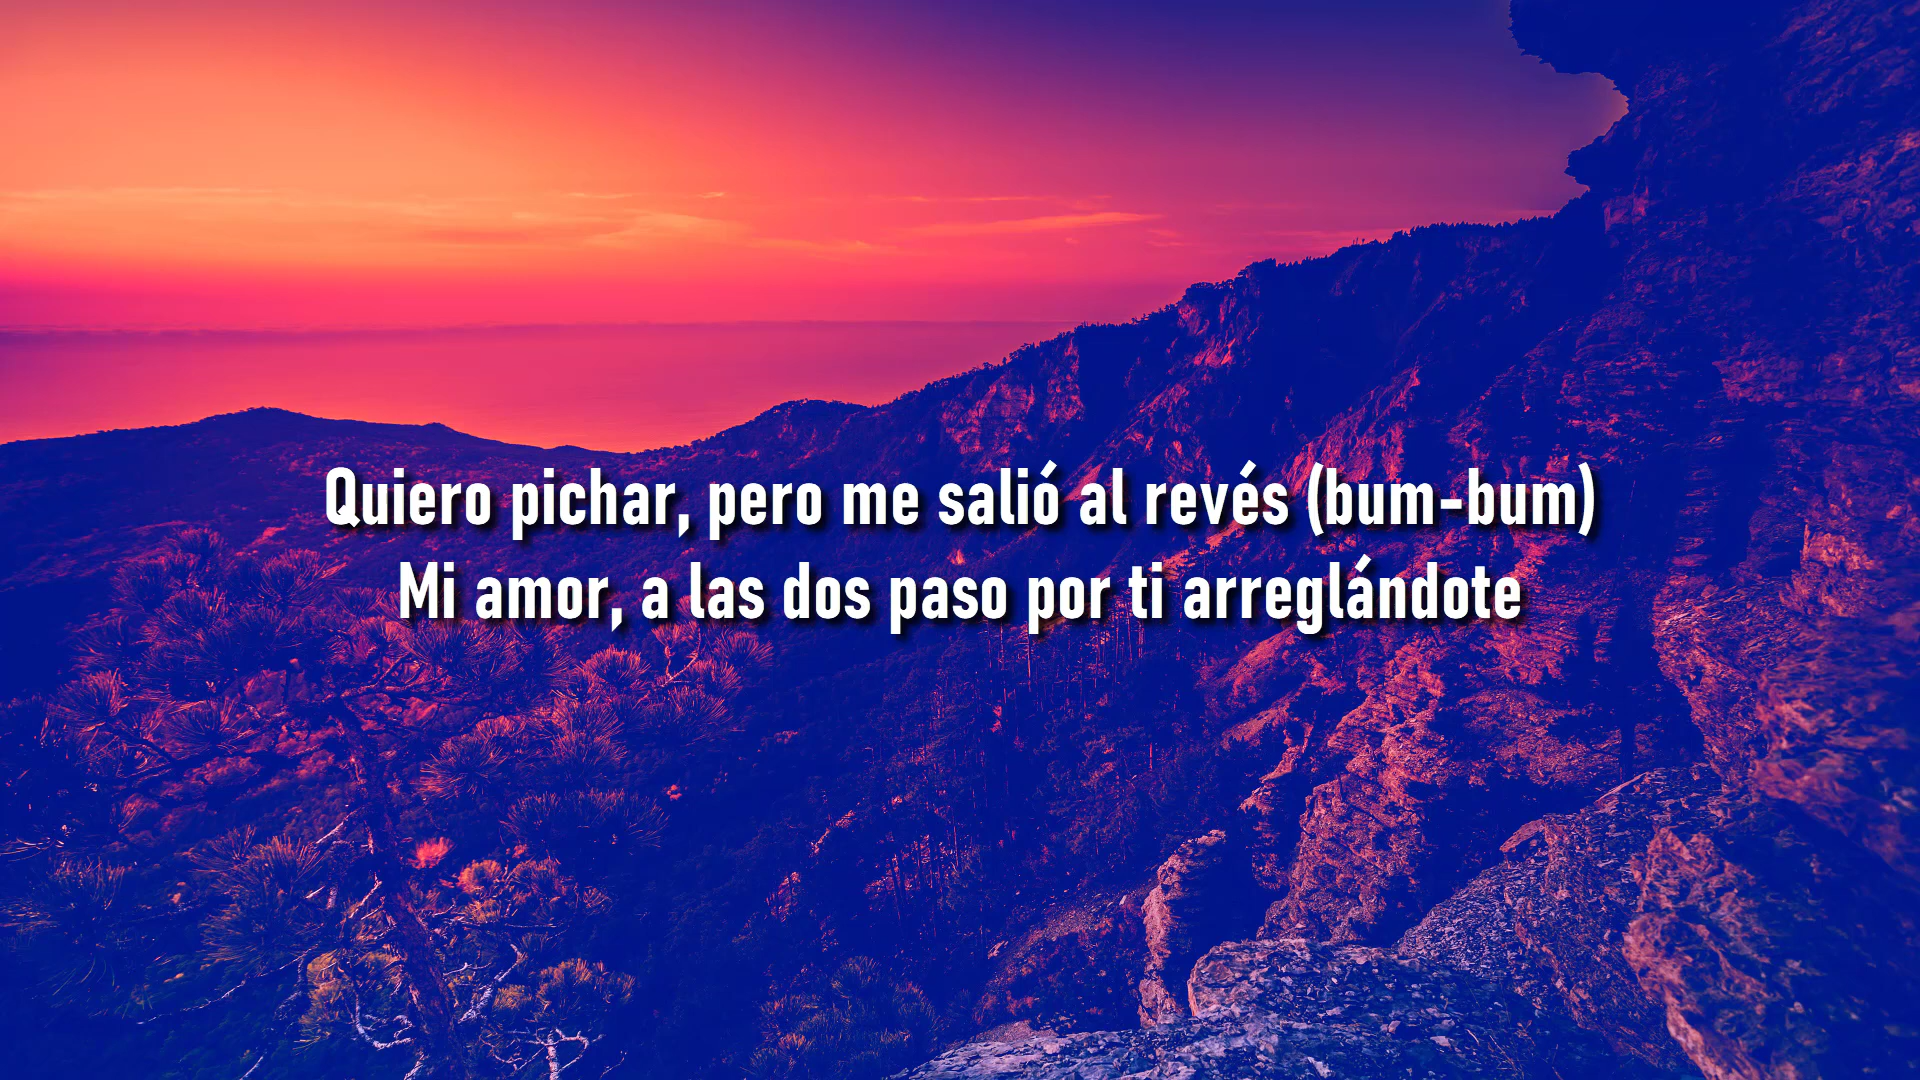 Quiero pichar, pero me salió al revés (bum-bum)
Mi amor, a las dos paso por ti arreglándote